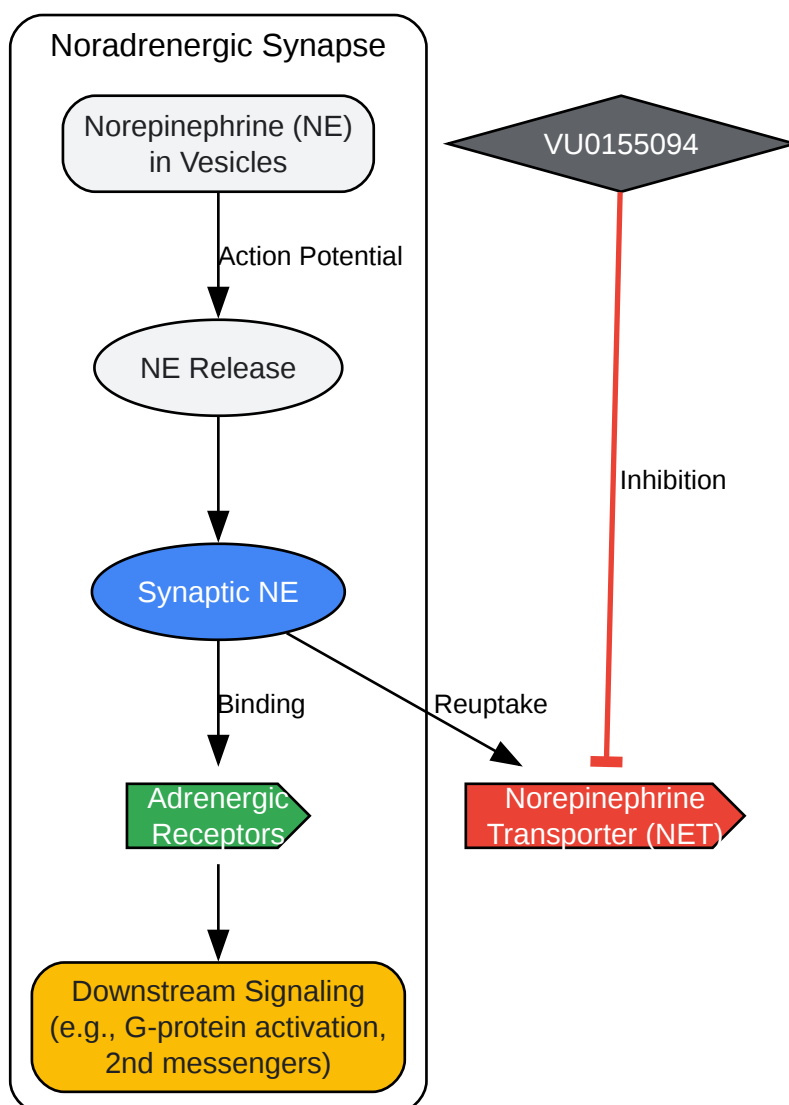 Noradrenergic Synapse
Norepinephrine (NE)
in Vesicles
VU0155094
Action Potential
NE Release
Inhibition
Synaptic NE
Binding
Reuptake
Adrenergic
Receptors
Norepinephrine
Transporter (NET)
Downstream Signaling
(e.g., G-protein activation,
2nd messengers)